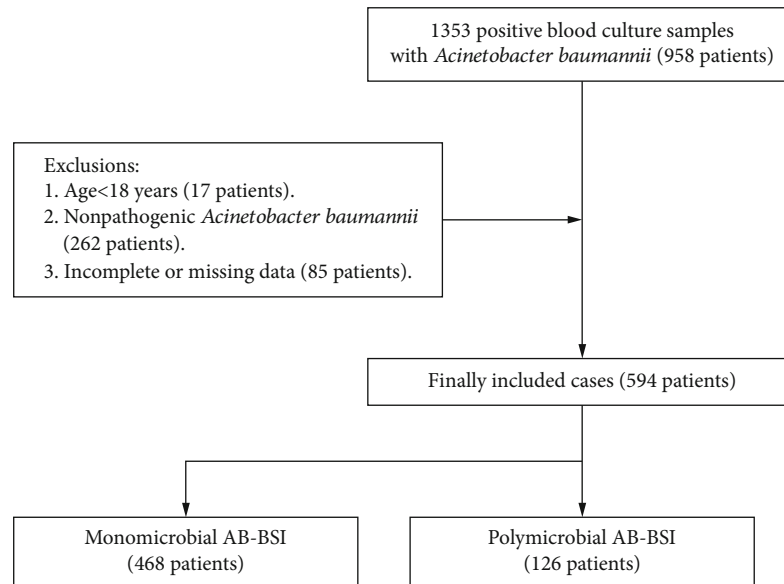 1353 positive blood culture samples
with Acinetobacter baumannii (958 patients)
Exclusions:
1. Age<18 years (17 patients).
2. Nonpathogenic Acinetobacter baumannii
(262 patients).
3. Incomplete or missing data (85 patients).
Finally included cases (594 patients)
Monomicrobial AB-BSI
(468 patients)
Polymicrobial AB-BSI
(126 patients)